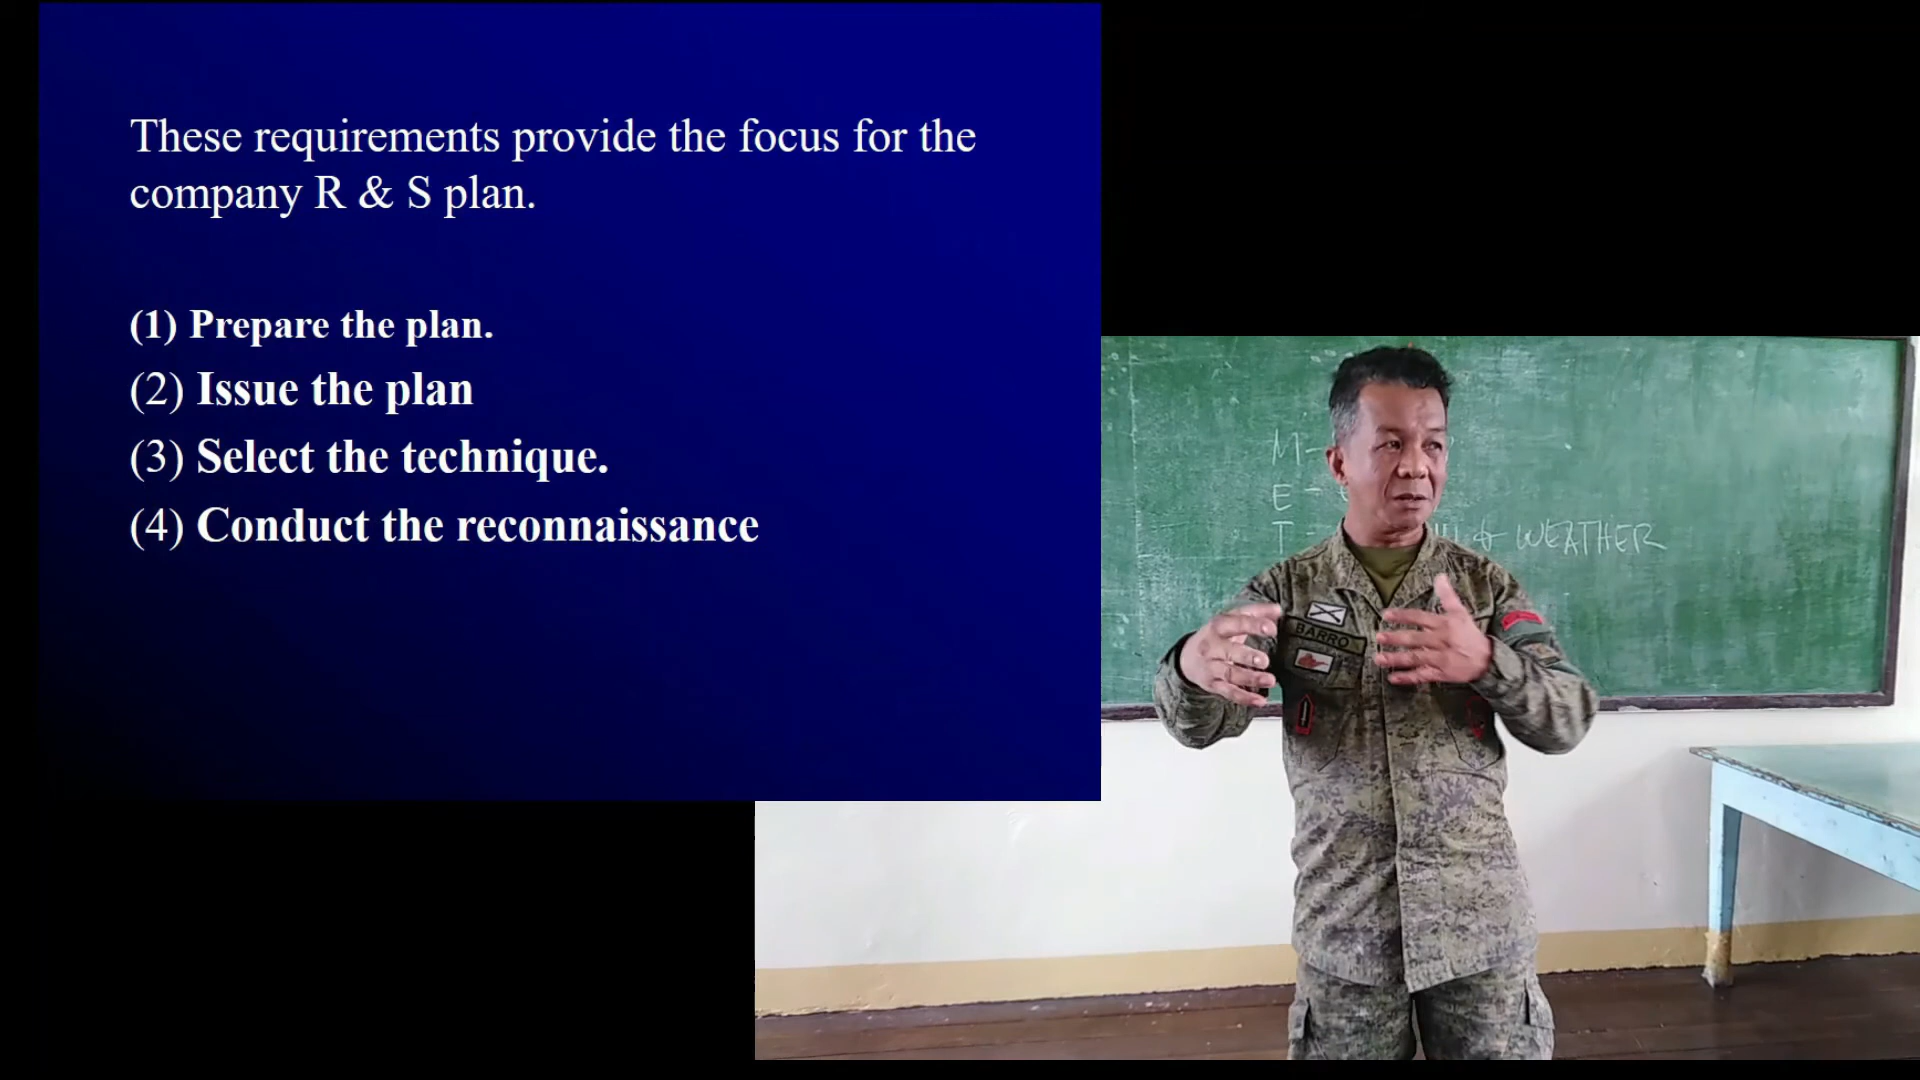 These requirements provide the focus for the
company R & S plan.
(1) Prepare the plan.
(2) Issue the plan
(3) Select the technique.
(4) Conduct the reconnaissance
M-
E -
T - & WEATHER
BARRO